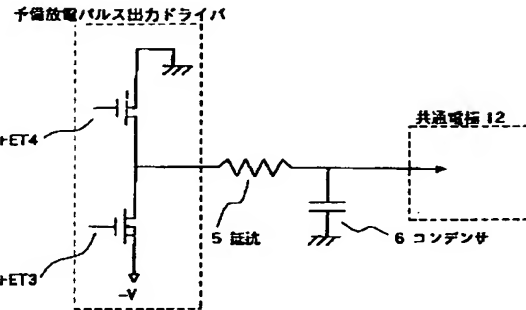 予備放電パルス出力ドライバ
共通電極 12
FET4
5 抵抗
6 コンデンサ
FET3
-V